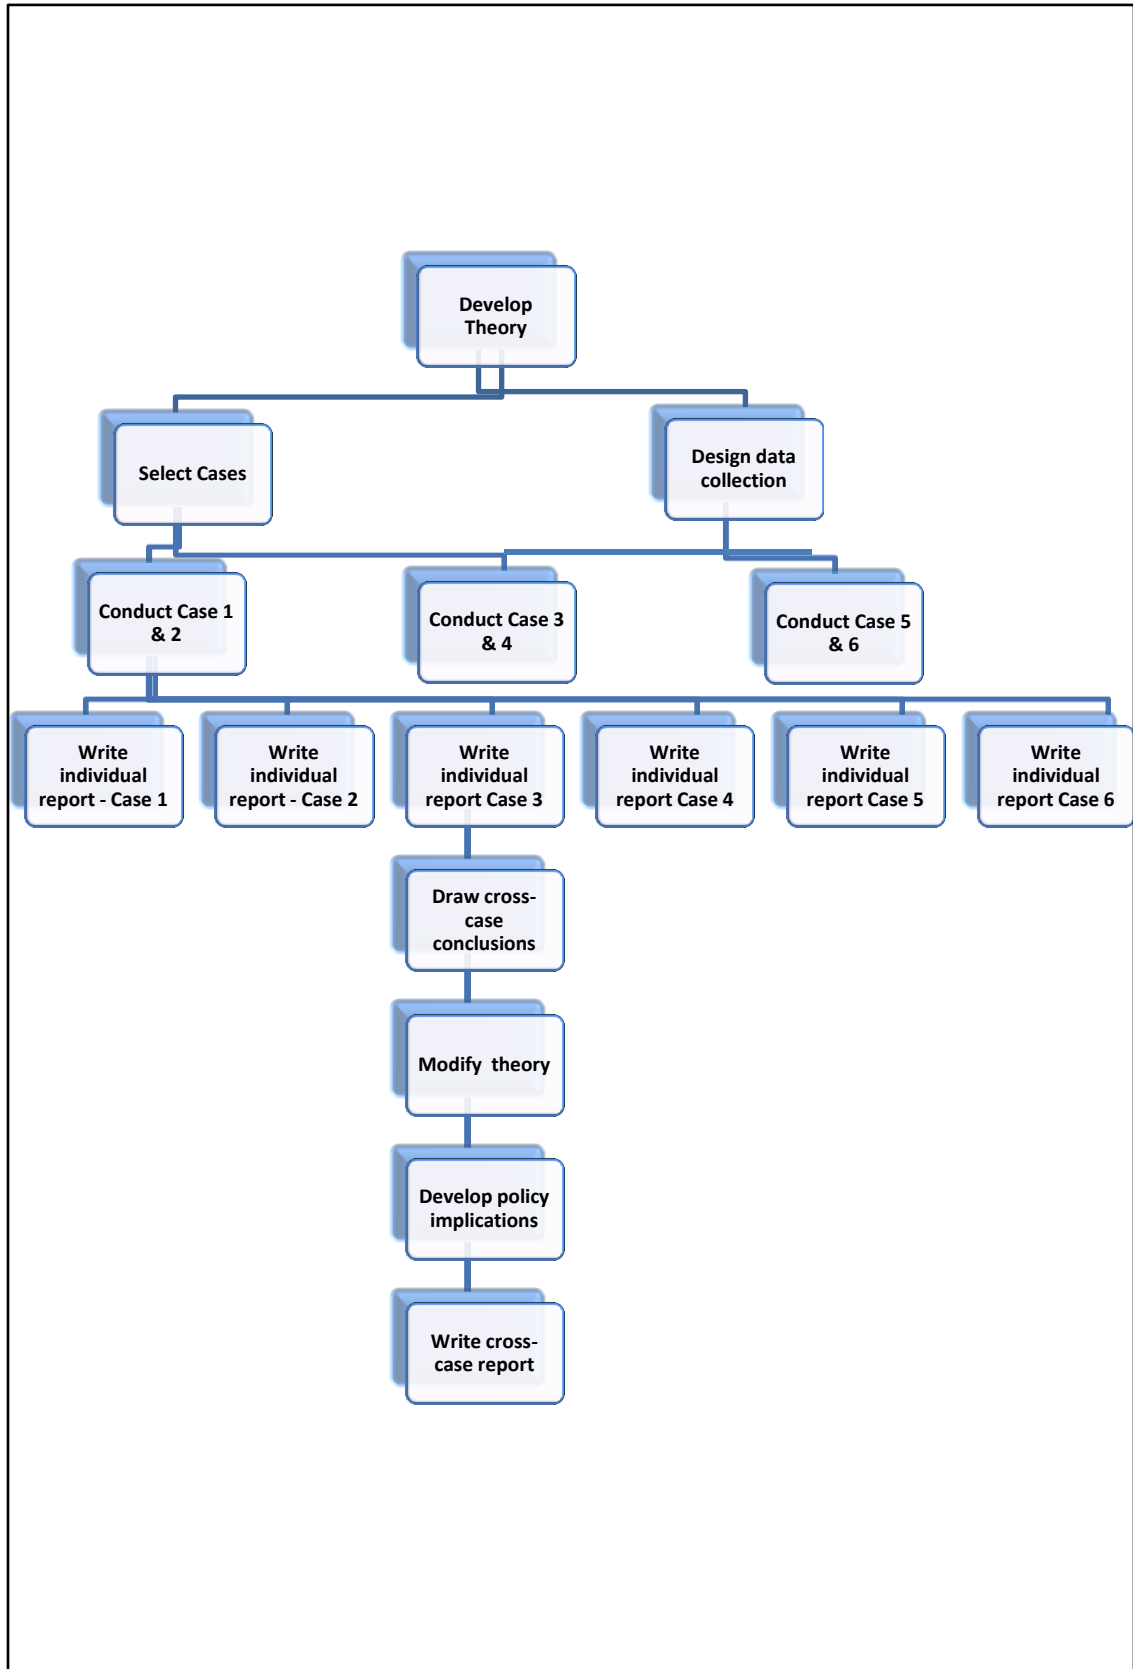 Develop
Theory
Select Cases
Design data
collection
Conduct Case 1
& 2
Conduct Case 3
& 4
Conduct Case 5
& 6
Write
individual
report - Case 1
Write
individual
report - Case 2
Write
individual
report Case 3
Write
individual
report Case 4
Write
individual
report Case 5
Write
individual
report Case 6
Draw cross-
case
conclusions
Modify  theory
Develop policy
implications
Write cross-
case report